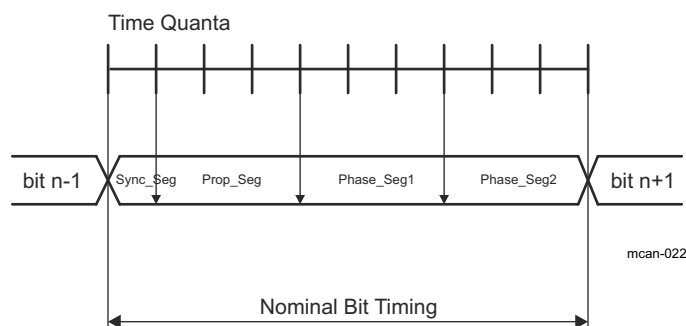 Time Quanta
bit n-1 Sync_Seg Prop_Seg Phase_Seg1 Phase_Seg2 bit n+1
mcan-022
Nominal Bit Timing